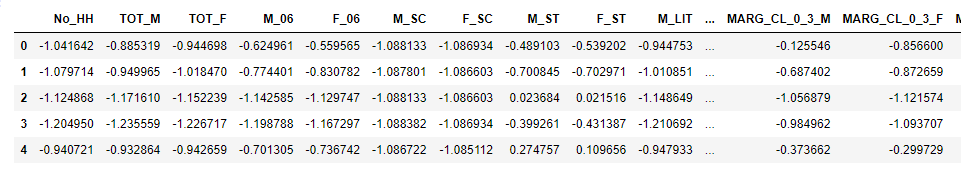 No_HH TOT_M TOT_F M_06 F_06 M_SC F_SC M_ST F_ST M_LIT ... MARG_CL_0_3_M MARG_CL_0_3_F
0 -1.041642 -0.885319 -0.944698 -0.624961 -0.559565 -1.088133 -1.086934 -0.489103 -0.539202 -0.944753 ... -0.125546 -0.856600
1 -1.079714 -0.949965 -1.018470 -0.774401 -0.830782 -1.087801 -1.086603 -0.700845 -0.702971 -1.010851 ... -0.687402 -0.872659
2 -1.124868 -1.171610 -1.152239 -1.142585 -1.129747 -1.088133 -1.086603 0.023684 0.021516 -1.148649 ... -1.056879 -1.121574
3 -1.204950 -1.235559 -1.226717 -1.198788 -1.167297 -1.088382 -1.086934 -0.399261 -0.431387 -1.210692 ... -0.984962 -1.093707
4 -0.940721 -0.932864 -0.942659 -0.701305 -0.736742 -1.086722 -1.085112 0.274757 0.109656 -0.947933 ... -0.373662 -0.299729